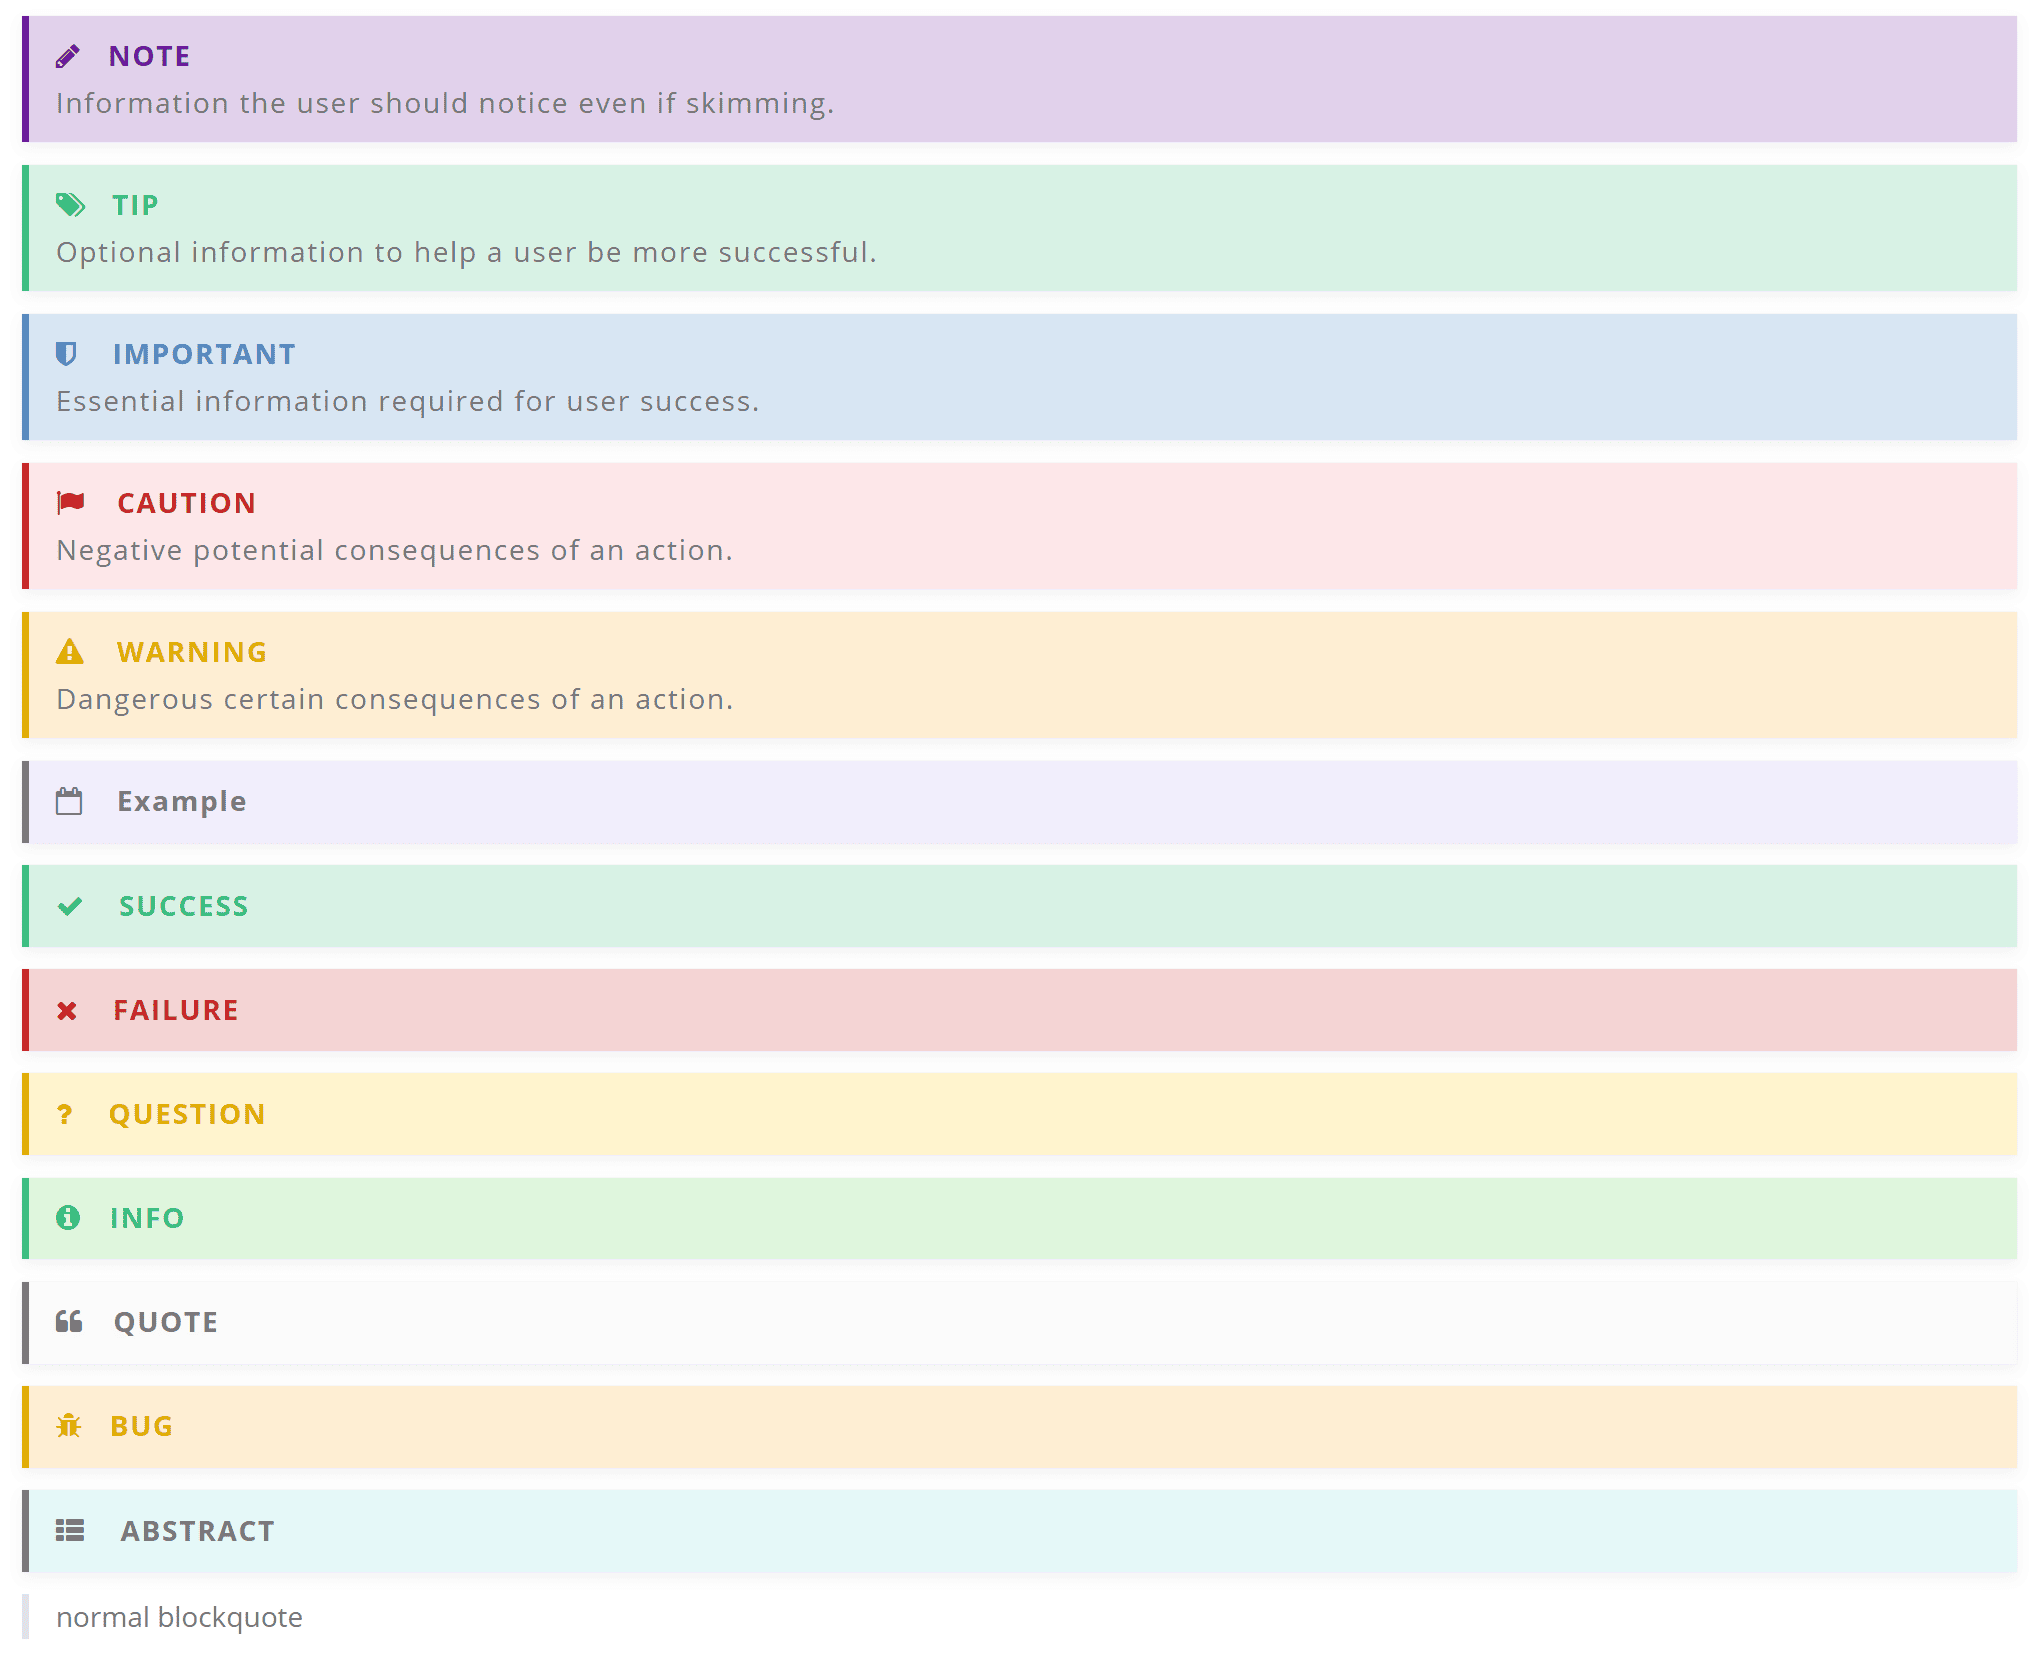 NOTE
Information the user should notice even if skimming.
TIP
Optional information to help a user be more successful.
IMPORTANT
Essential information required for user success.
CAUTION
Negative potential consequences of an action.
WARNING
Dangerous certain consequences of an action.
Example
SUCCESS
FAILURE
QUESTION
INFO
QUOTE
BUG
ABSTRACT
normal blockquote